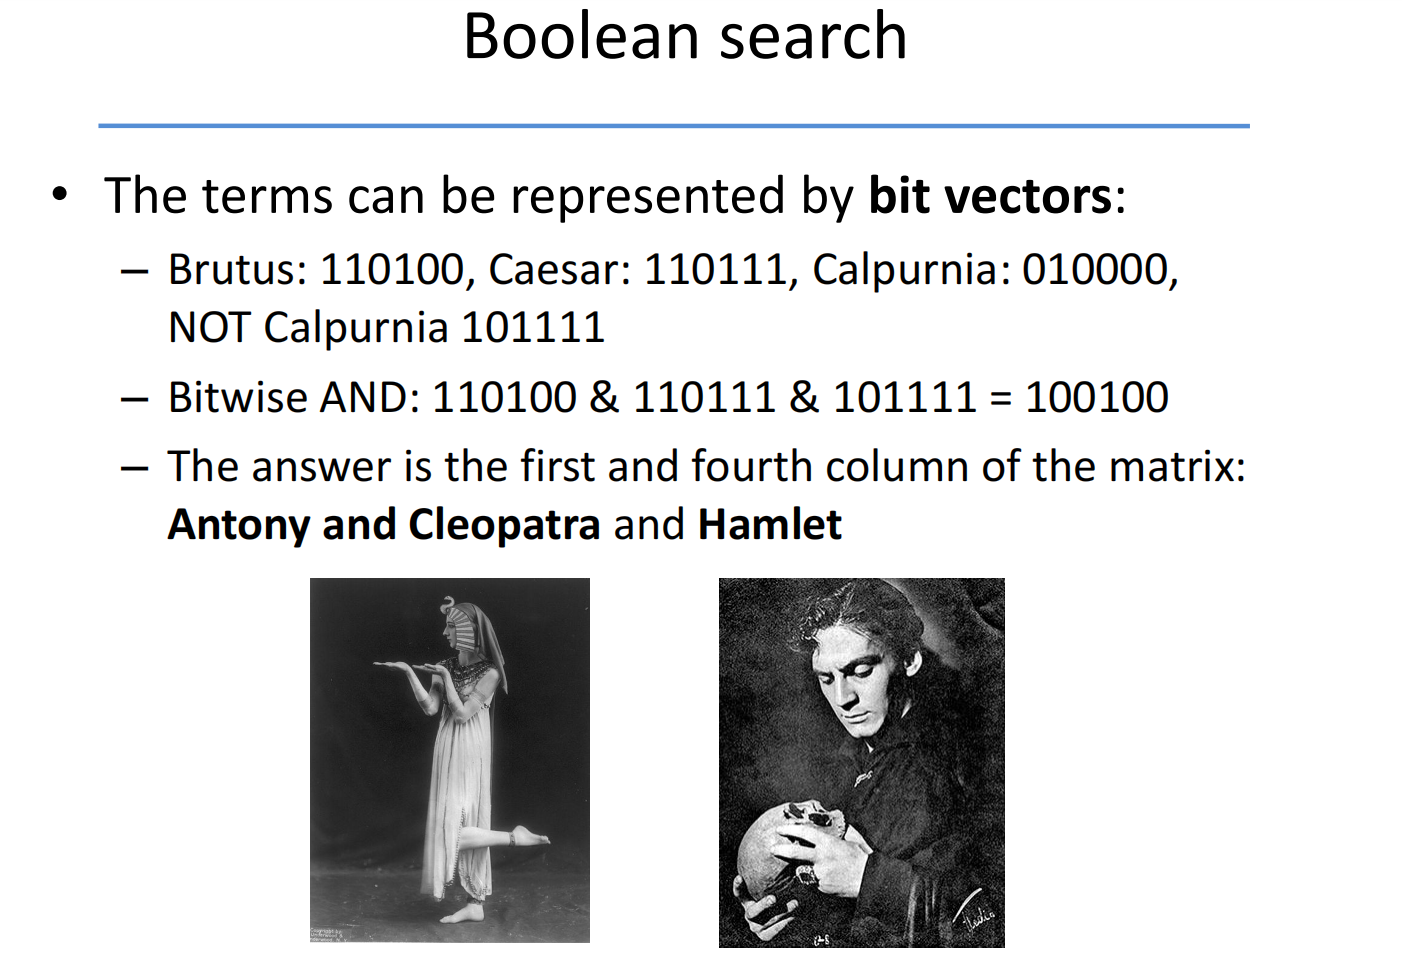 Boolean search
• The terms can be represented by bit vectors:
– Brutus: 110100, Caesar: 110111, Calpurnia: 010000,
NOT Calpurnia 101111
– Bitwise AND: 110100 & 110111 & 101111 = 100100
– The answer is the first and fourth column of the matrix:
Antony and Cleopatra and Hamlet